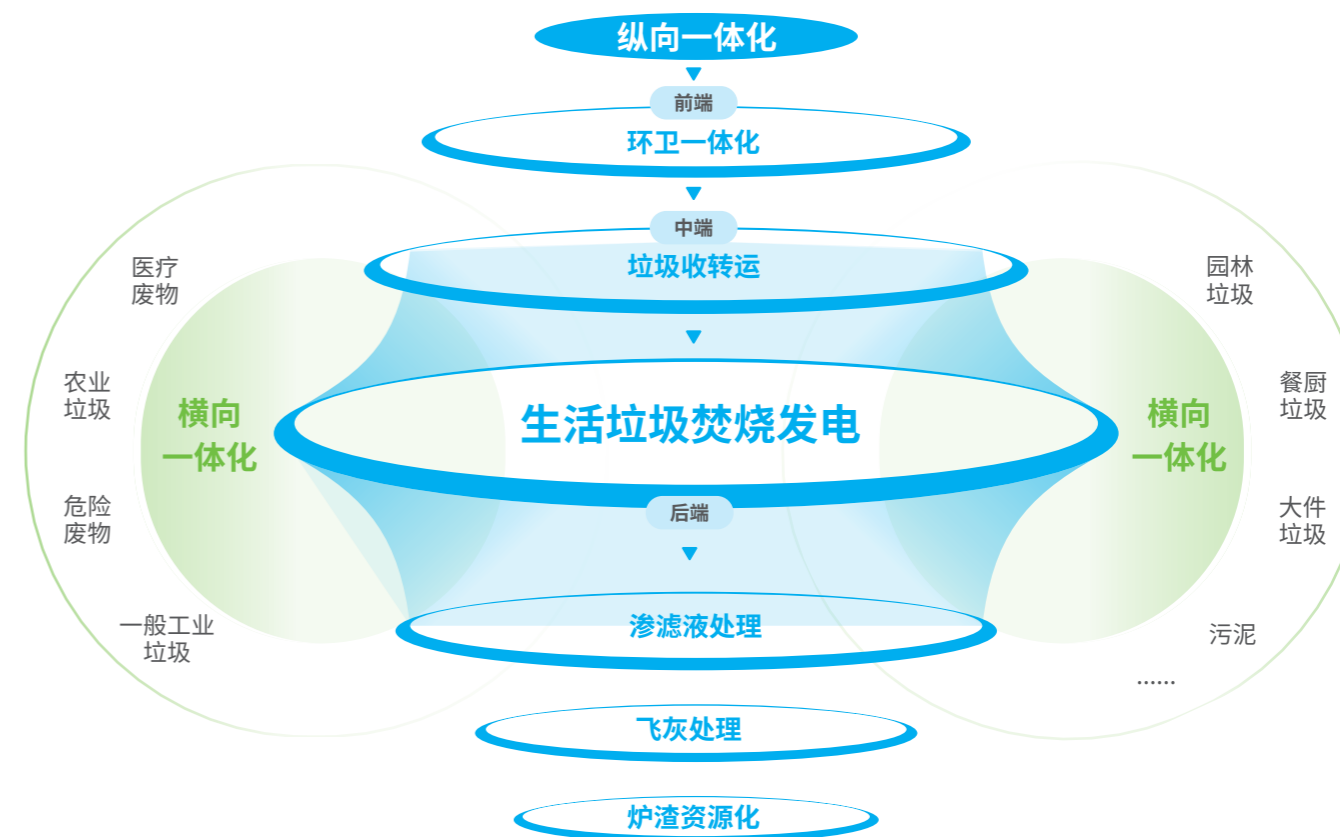 纵向一体化
前端
环卫一体化
中端
垃圾收转运
生活垃圾焚烧发电
后端
渗滤液处理
飞灰处理
炉渣资源化
横向
一体化
医疗
废物
农业
垃圾
危险
废物
一般工业
垃圾
横向
一体化
园林
垃圾
餐厨
垃圾
大件
垃圾
污泥
......